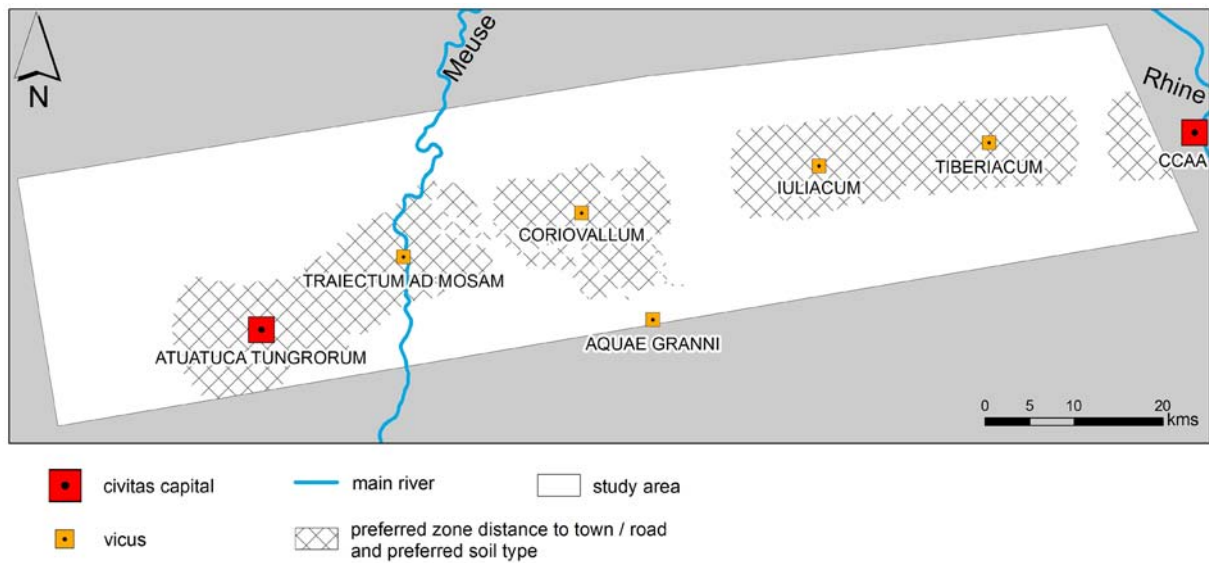 N
Meuse
Rhine
CCAA
TIBERIACUM
IULIACUM
CORIOVALLUM
TRAIECTUM AD MOSAM
AQUAE GRANNI
ATUATUCA TUNGRORUM
0 5 10 20
kms
civitas capital
main river
study area
vicus
preferred zone distance to town / road
and preferred soil type